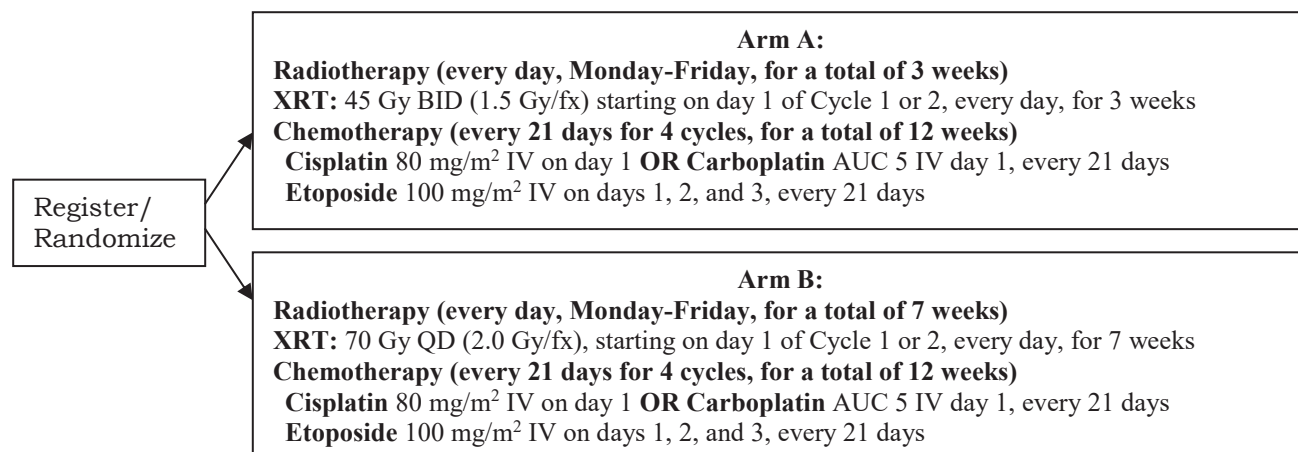 Register/
Randomize
Arm A:
Radiotherapy (every day, Monday-Friday, for a total of 3 weeks)
XRT: 45 Gy BID (1.5 Gy/fx) starting on day 1 of Cycle 1 or 2, every day, for 3 weeks
Chemotherapy (every 21 days for 4 cycles, for a total of 12 weeks)
Cisplatin 80 mg/m² IV on day 1 OR Carboplatin AUC 5 IV day 1, every 21 days
Etoposide 100 mg/m² IV on days 1, 2, and 3, every 21 days
Arm B:
Radiotherapy (every day, Monday-Friday, for a total of 7 weeks)
XRT: 70 Gy QD (2.0 Gy/fx), starting on day 1 of Cycle 1 or 2, every day, for 7 weeks
Chemotherapy (every 21 days for 4 cycles, for a total of 12 weeks)
Cisplatin 80 mg/m² IV on day 1 OR Carboplatin AUC 5 IV day 1, every 21 days
Etoposide 100 mg/m² IV on days 1, 2, and 3, every 21 days